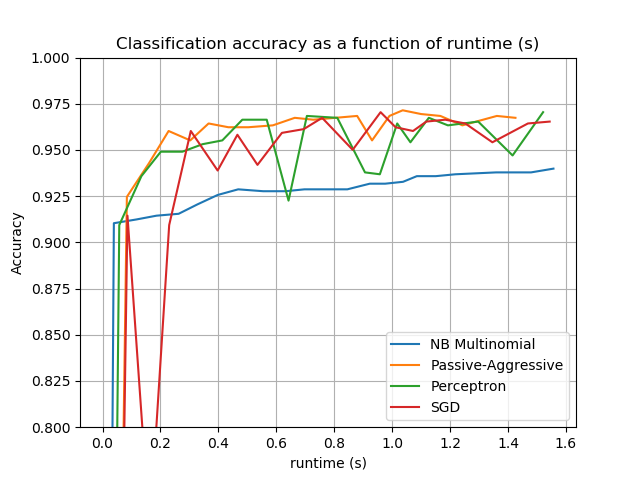 Classification accuracy as a function of runtime (s)
1.000
0.975
0.950
0.925
0.900
0.875
0.850
0.825
0.800
Accuracy
NB Multinomial
Passive-Aggressive
Perceptron
SGD
0.0 0.2 0.4 0.6 0.8 1.0 1.2 1.4 1.6
runtime (s)